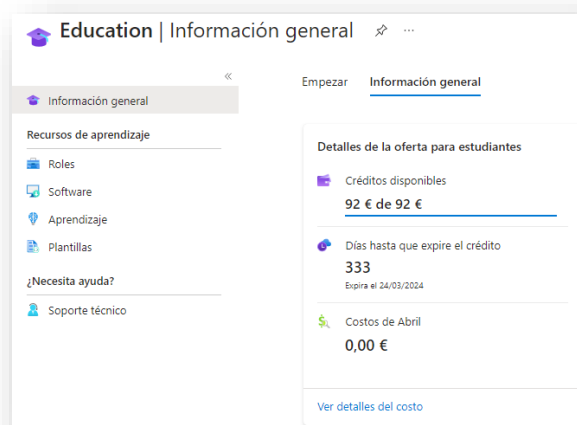 Education | Información general
Empezar
Información general
Información general
Recursos de aprendizaje
Roles
Software
Aprendizaje
Plantillas
¿Necesita ayuda?
Soporte técnico
Detalles de la oferta para estudiantes
Créditos disponibles
92 € de 92 €
Días hasta que expire el crédito
333
Expira el 24/03/2024
Costos de Abril
0,00 €
Ver detalles del costo